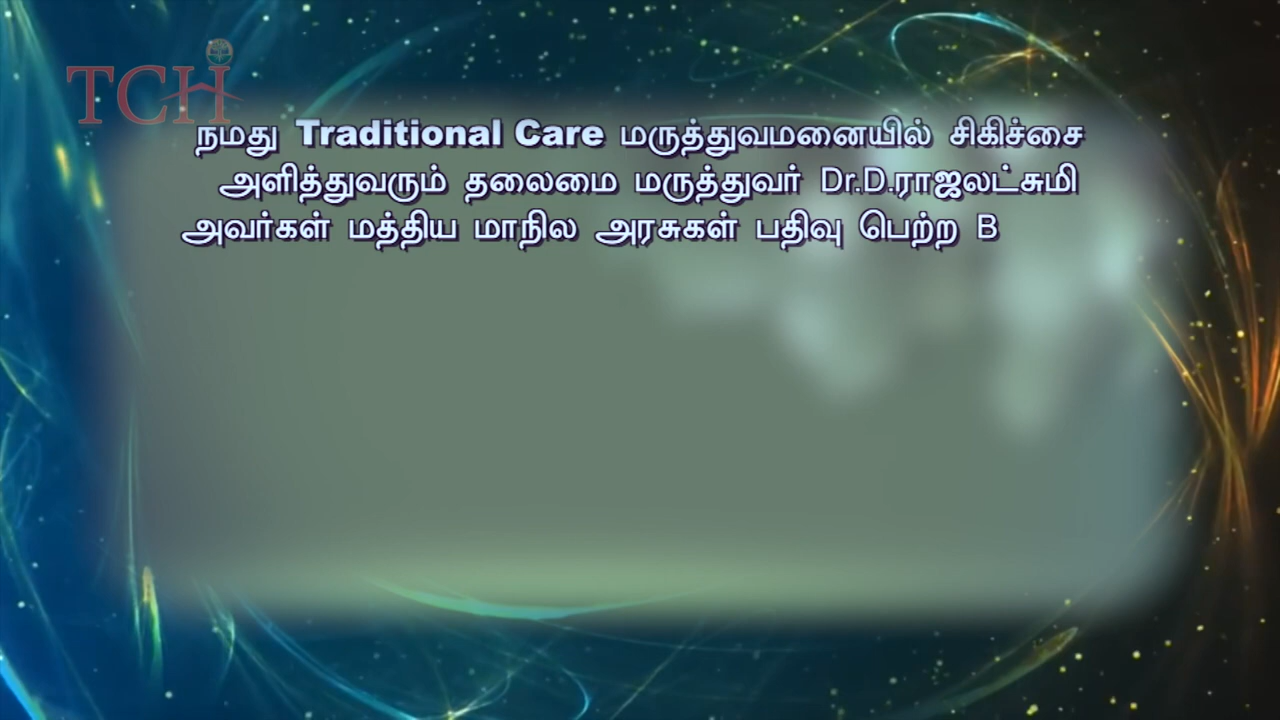 TCH
நமது Traditional Care மருத்துவமனையில் சிகிச்சை
அளித்துவரும் தலைமை மருத்துவர் Dr.D.ராஜலட்சுமி
அவர்கள் மத்திய மாநில அரசுகள் பதிவு பெற்ற B